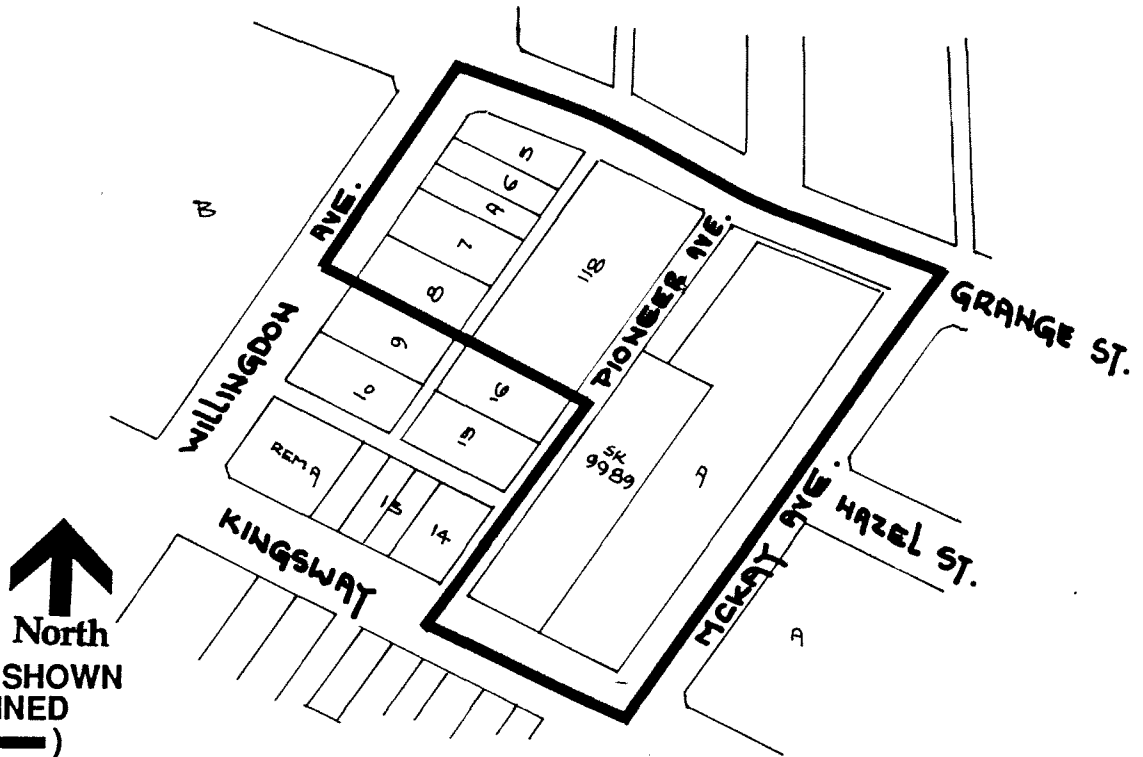 B
AVE.
5
6
A
7
8
118
PIONEER AVE.
GRANGE ST.
WILLINGDON
9
10
16
15
SK
9989
A
REM A
13
14
KINGSWAY
MCKAY AVE.
HAZEL ST.
A
North
SHOWN
INED
)